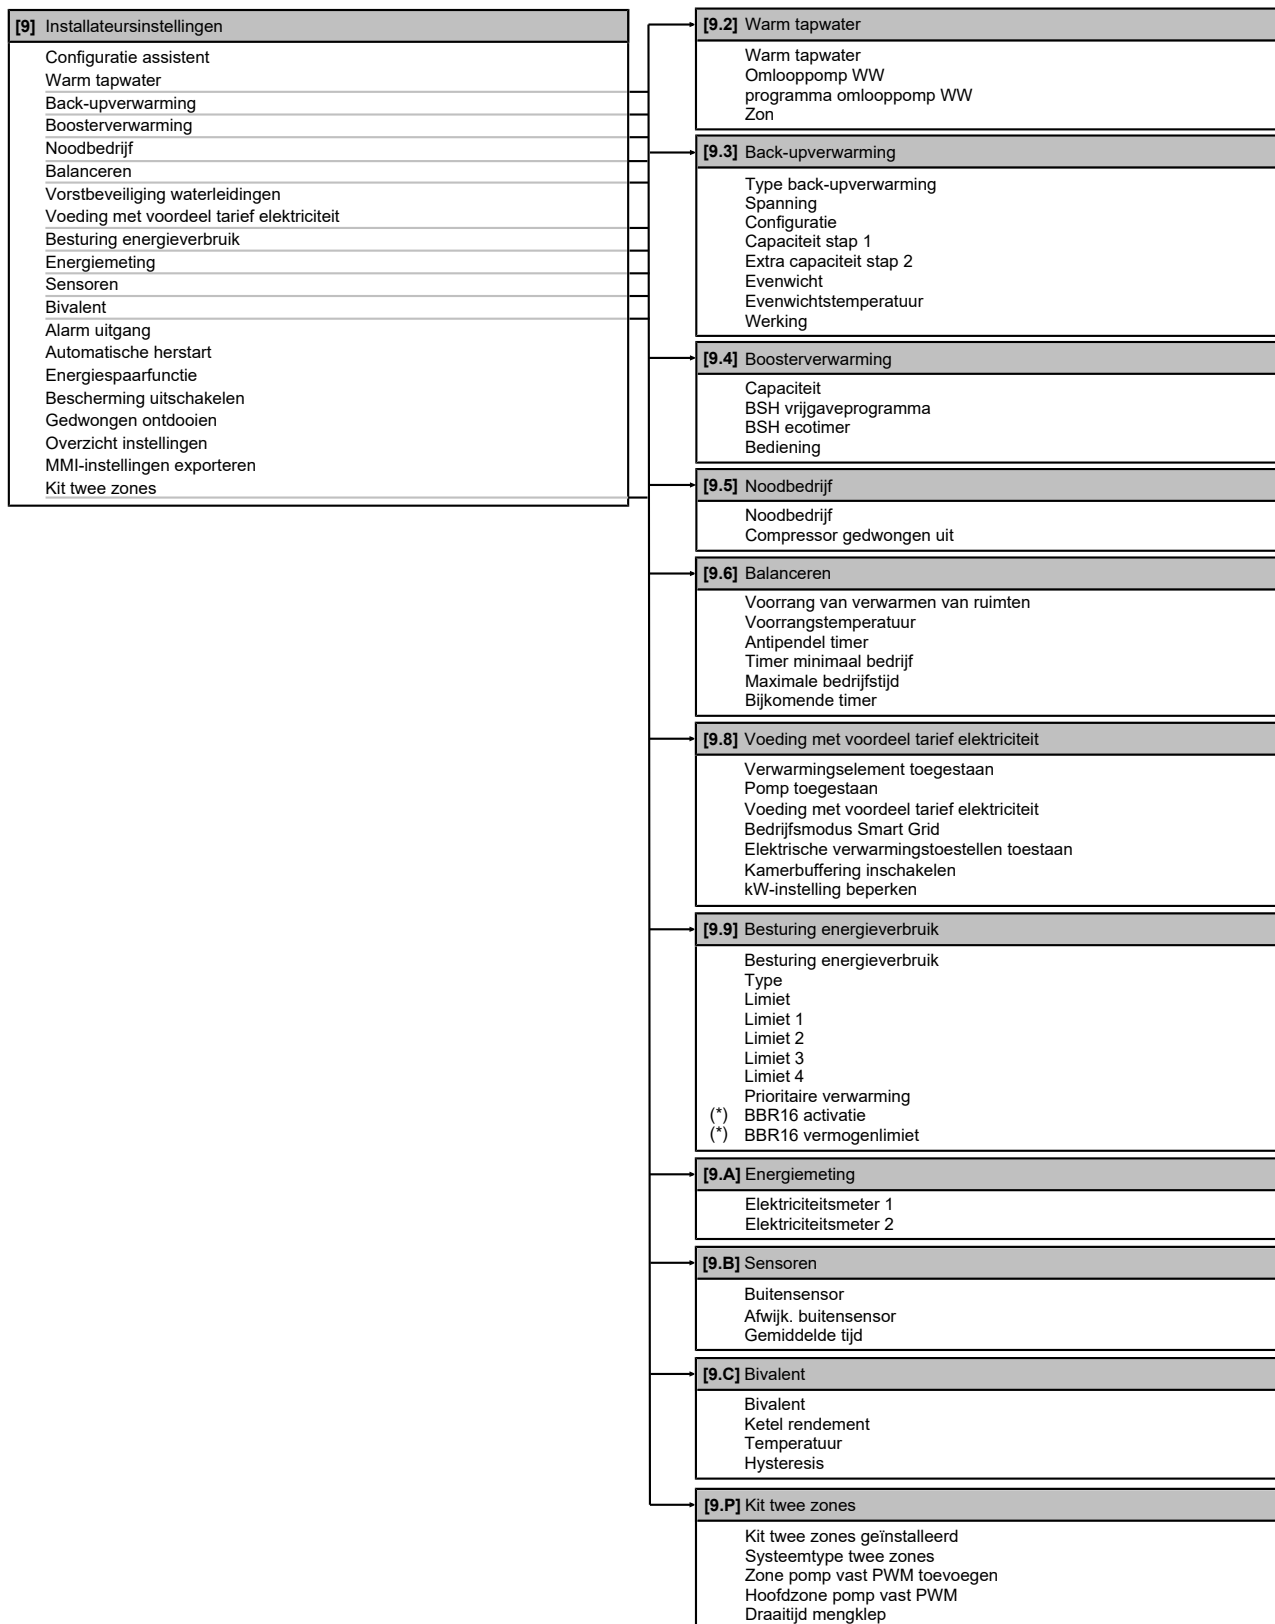 [9] Installateursinstellingen
Configuratie assistent
Warm tapwater
Back-upverwarming
Boosterverwarming
Noodbedrijf
Balanceren
Vorstbeveiliging waterleidingen
Voeding met voordeel tarief elektriciteit
Besturing energieverbruik
Energiemeting
Sensoren
Bivalent
Alarm uitgang
Automatische herstart
Energiespaarfunctie
Bescherming uitschakelen
Gedwongen ontdooien
Overzicht instellingen
MMI-instellingen exporteren
Kit twee zones
[9.2] Warm tapwater
Warm tapwater
Omlooppomp WW
programma omlooppomp WW
Zon
[9.3] Back-upverwarming
Type back-upverwarming
Spanning
Configuratie
Capaciteit stap 1
Extra capaciteit stap 2
Evenwicht
Evenwichtstemperatuur
Werking
[9.4] Boosterverwarming
Capaciteit
BSH vrijgaveprogramma
BSH ecotimer
Bediening
[9.5] Noodbedrijf
Noodbedrijf
Compressor gedwongen uit
[9.6] Balanceren
Voorrang van verwarmen van ruimten
Voorrangstemperatuur
Antipendel timer
Timer minimaal bedrijf
Maximale bedrijfstijd
Bijkomende timer
[9.8] Voeding met voordeel tarief elektriciteit
Verwarmingselement toegestaan
Pomp toegestaan
Voeding met voordeel tarief elektriciteit
Bedrijfsmodus Smart Grid
Elektrische verwarmingstoestellen toestaan
Kamerbuffering inschakelen
kW-instelling beperken
[9.9] Besturing energieverbruik
Besturing energieverbruik
Type
Limiet
Limiet 1
Limiet 2
Limiet 3
Limiet 4
Prioritaire verwarming
(*) BBR16 activatie
(*) BBR16 vermogenlimiet
[9.A] Energiemeting
Elektriciteitsmeter 1
Elektriciteitsmeter 2
[9.B] Sensoren
Buitensensor
Afwijk. buitensensor
Gemiddelde tijd
[9.C] Bivalent
Bivalent
Ketel rendement
Temperatuur
Hysteresis
[9.P] Kit twee zones
Kit twee zones geïnstalleerd
Systeemtype twee zones
Zone pomp vast PWM toevoegen
Hoofdzone pomp vast PWM
Draaitijd mengklep